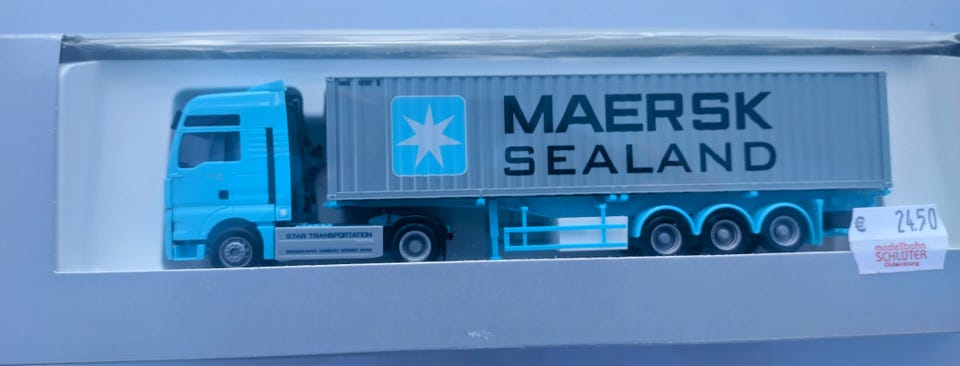 MAERSK
SEALAND
STAR TRANSPORTATION
€ 24.50
modellbahn
SCHLÜTER
Oldenburg